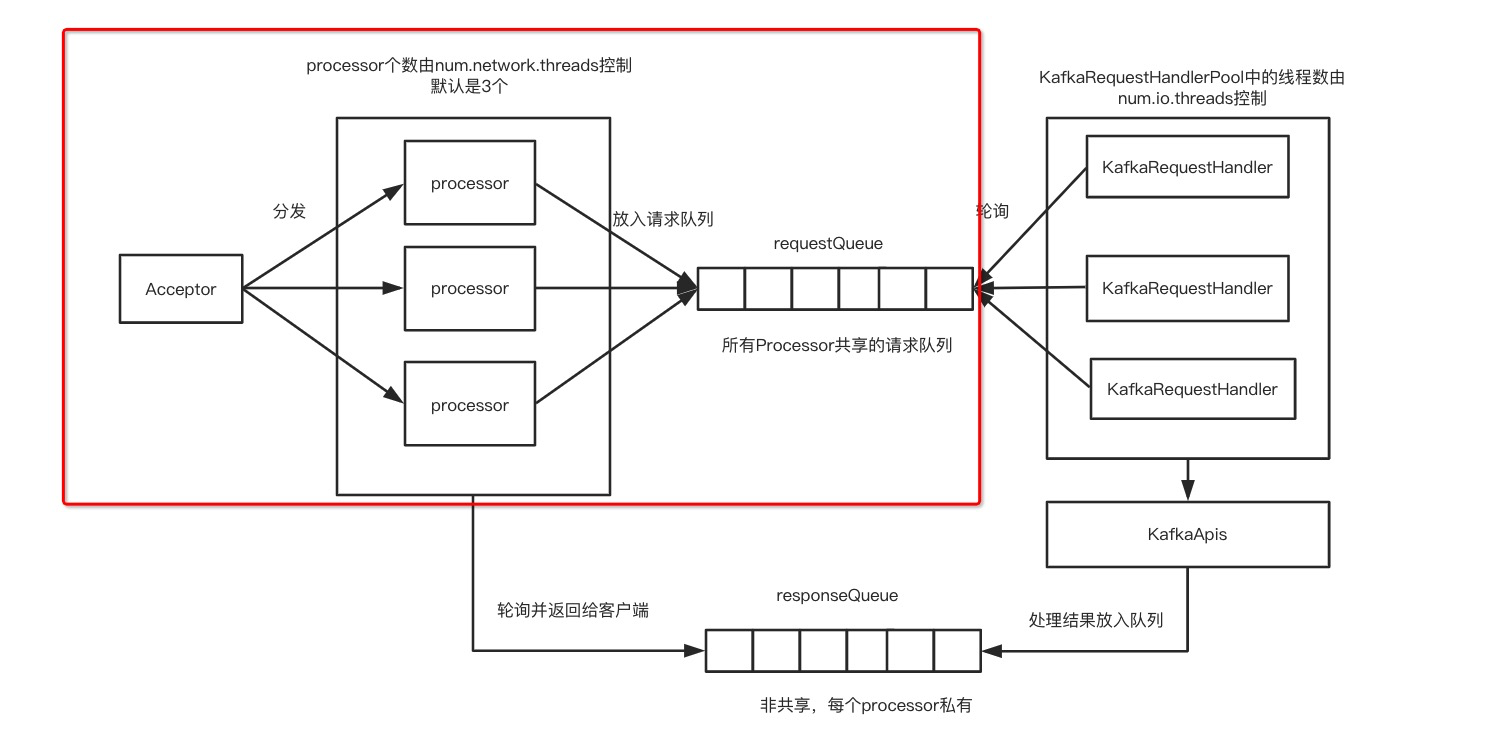 processor个数由num.network.threads控制
默认是3个
KafkaRequestHandlerPool中的线程数由
num.io.threads控制
processor
KafkaRequestHandler
分发
放入请求队列
轮询
requestQueue
Acceptor
processor
KafkaRequestHandler
所有Processor共享的请求队列
processor
KafkaRequestHandler
KafkaApis
responseQueue
轮询并返回给客户端
处理结果放入队列
非共享，每个processor私有